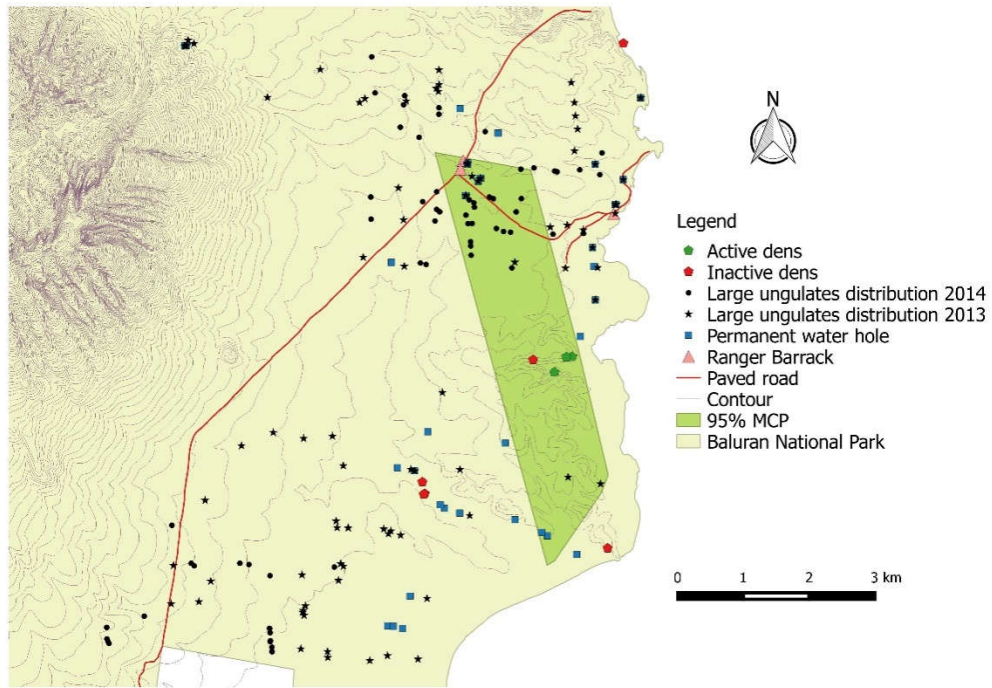 N
Legend
Active dens
Inactive dens
Large ungulates distribution 2014
Large ungulates distribution 2013
Permanent water hole
Ranger Barrack
Paved road
Contour
95% MCP
Baluran National Park
0 1 2 3 km